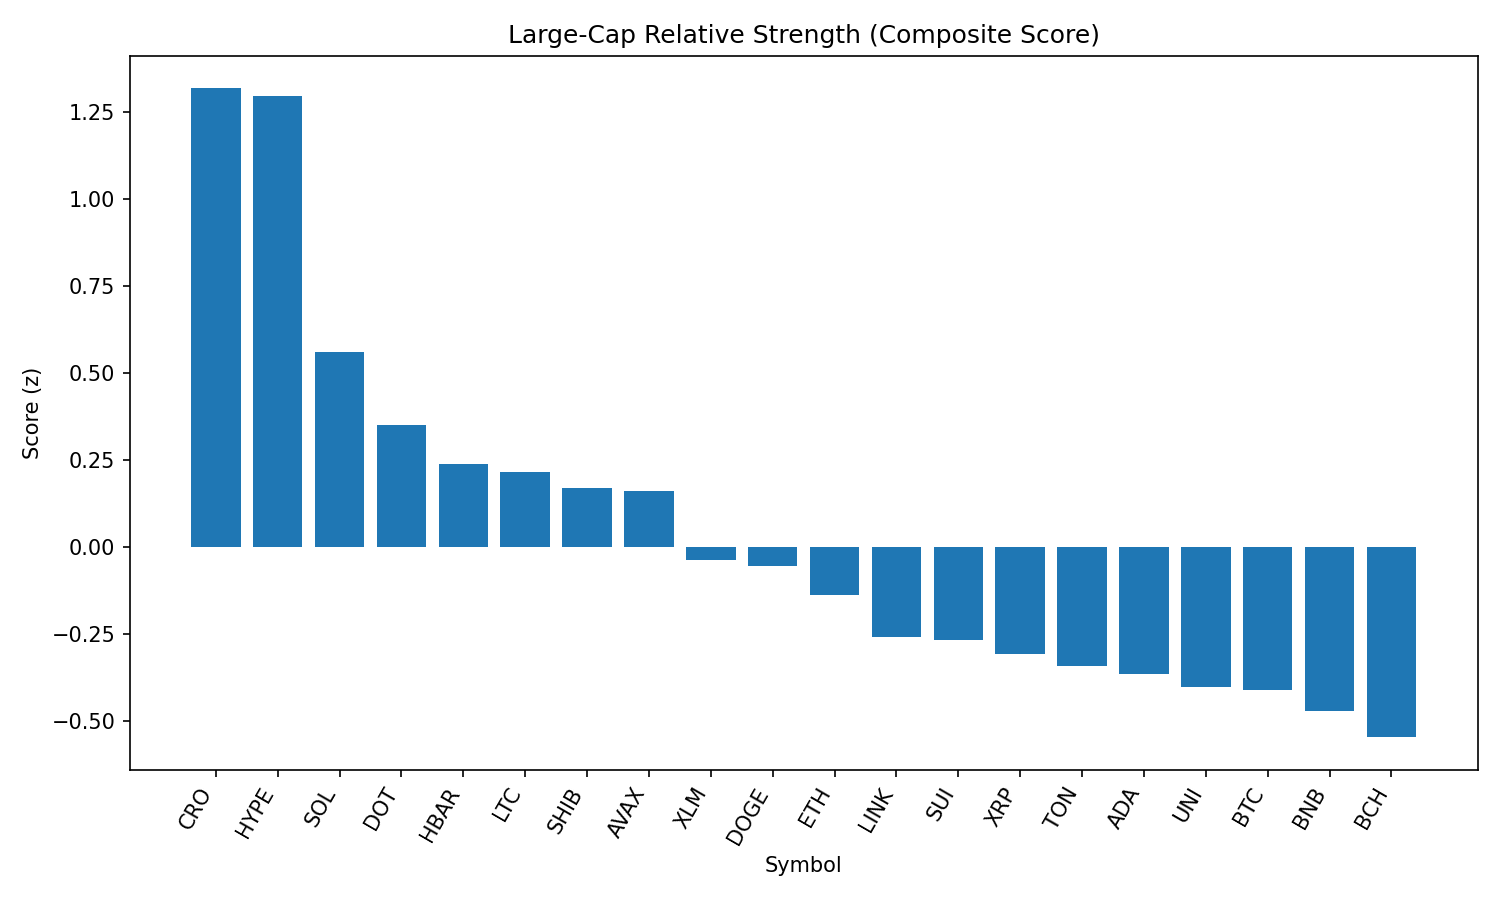 Large-Cap Relative Strength (Composite Score)
1.25
1.00
0.75
0.50
0.25
0.00
−0.25
−0.50
Score (z)
CRO
HYPE
SOL
DOT
HBAR
LTC
SHIB
AVAX
XLM
DOGE
ETH
LINK
SUI
XRP
TON
ADA
UNI
BTC
BNB
BCH
Symbol